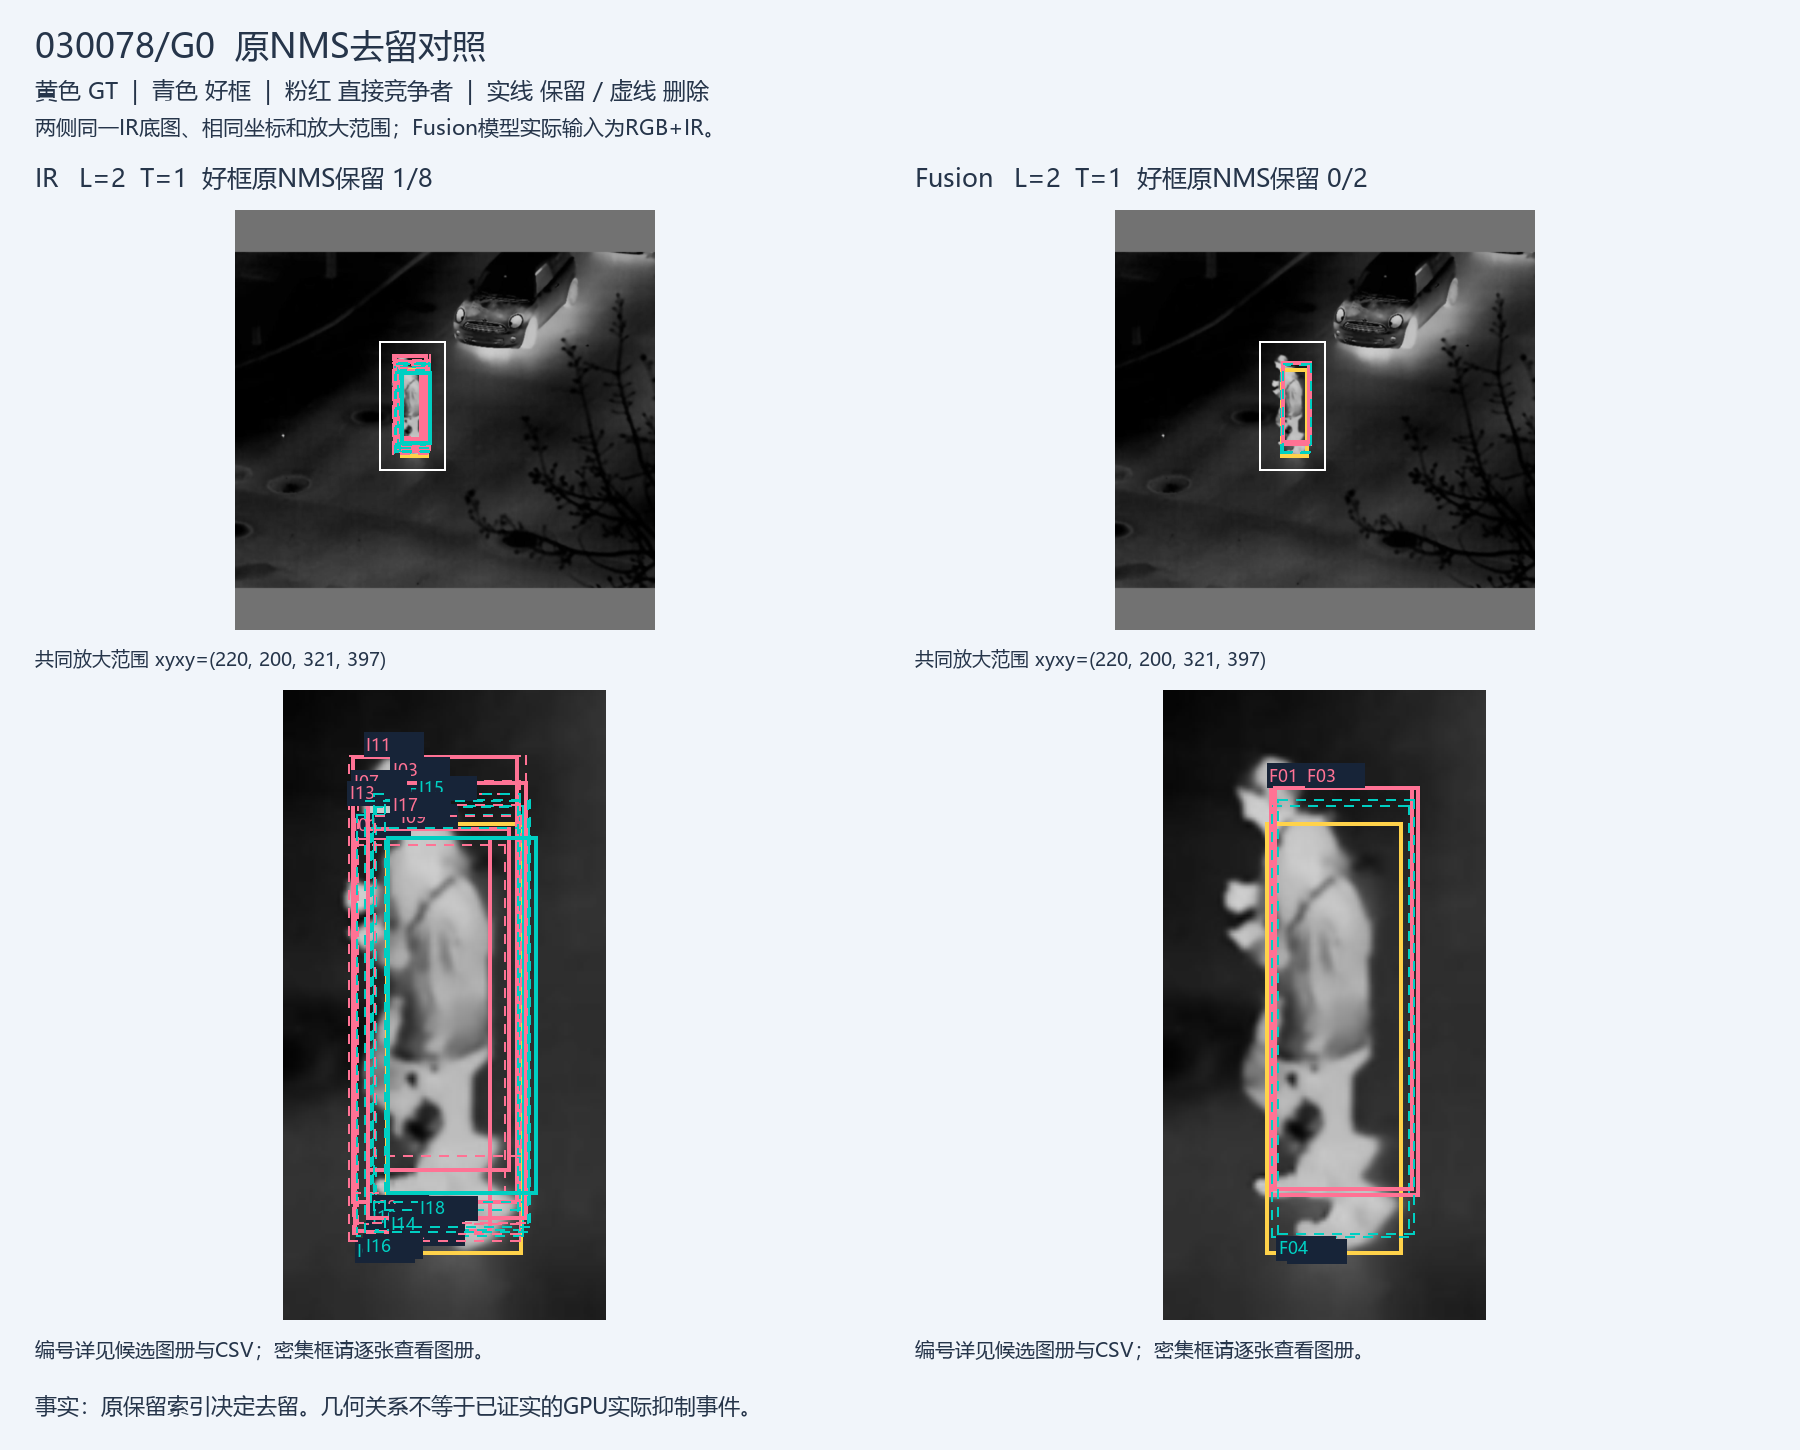 030078/G0 原NMS去留对照
黄色 GT | 青色 好框 | 粉红 直接竞争者 | 实线 保留 / 虚线 删除
两侧同一IR底图、相同坐标和放大范围；Fusion模型实际输入为RGB+IR。
IR L=2 T=1 好框原NMS保留 1/8
Fusion L=2 T=1 好框原NMS保留 0/2
共同放大范围 xyxy=(220, 200, 321, 397)
共同放大范围 xyxy=(220, 200, 321, 397)
I11
I03
I07
I15
I13
I17
I09
I18
I14
I16
F01 F03
F04
编号详见候选图册与CSV；密集框请逐张查看图册。
编号详见候选图册与CSV；密集框请逐张查看图册。
事实：原保留索引决定去留。几何关系不等于已证实的GPU实际抑制事件。